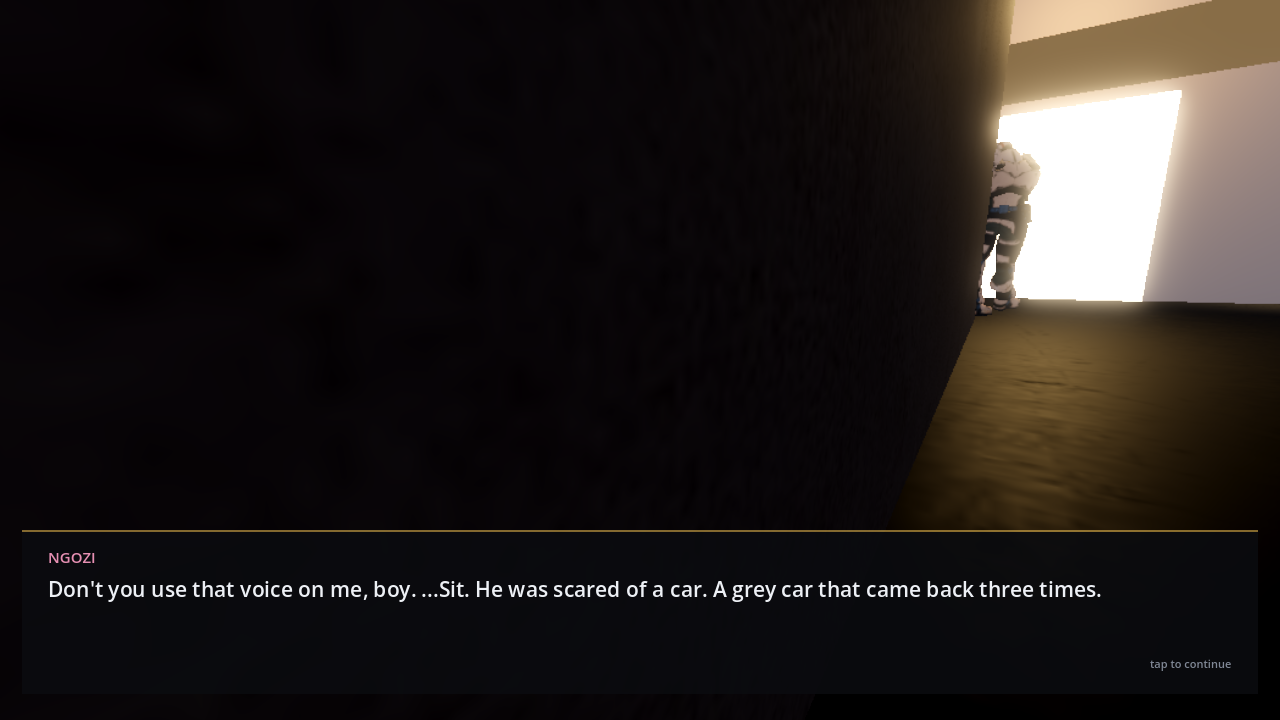 NGOZI
Don't you use that voice on me, boy. ...Sit. He was scared of a car. A grey car that came back three times.
tap to continue